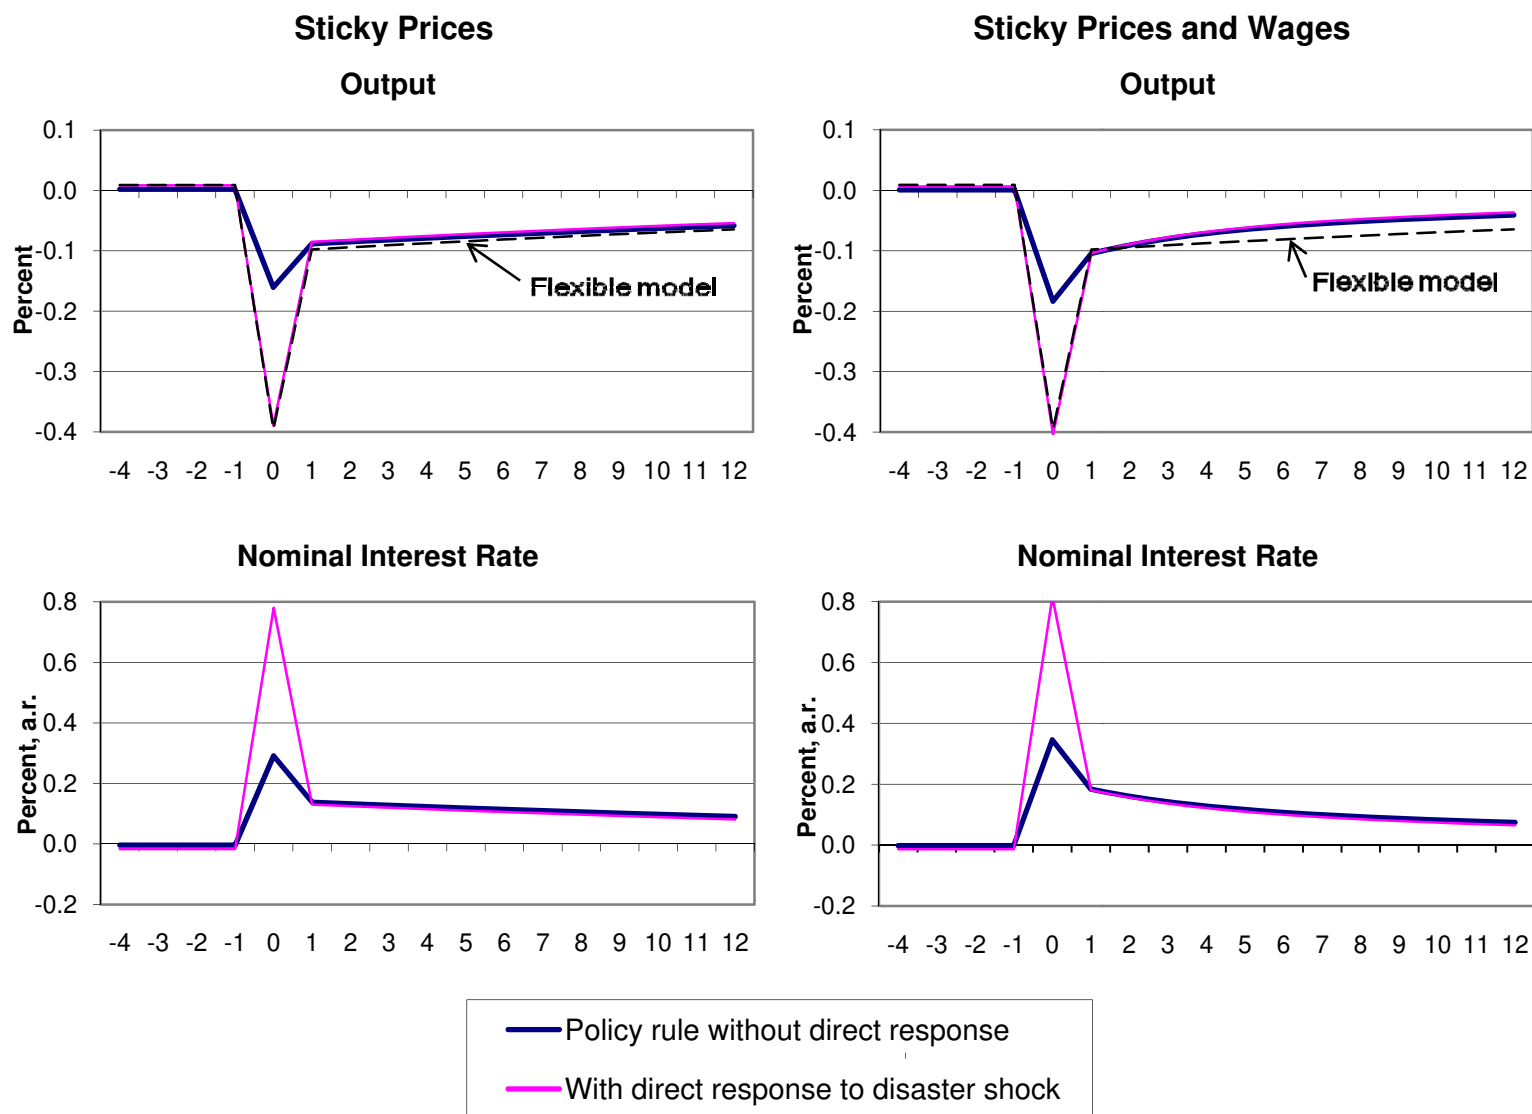 Sticky Prices
Sticky Prices and Wages
Output
Output
0.1
0.0
-0.1
-0.2
-0.3
-0.4
Percent
Flexible model
-4 -3 -2 -1 0 1 2 3 4 5 6 7 8 9 10 11 12
0.1
0.0
-0.1
-0.2
-0.3
-0.4
Percent
Flexible model
-4 -3 -2 -1 0 1 2 3 4 5 6 7 8 9 10 11 12
Nominal Interest Rate
Nominal Interest Rate
0.8
0.6
0.4
0.2
0.0
-0.2
Percent, a.r.
-4 -3 -2 -1 0 1 2 3 4 5 6 7 8 9 10 11 12
0.8
0.6
0.4
0.2
0.0
-0.2
Percent, a.r.
-4 -3 -2 -1 0 1 2 3 4 5 6 7 8 9 10 11 12
Policy rule without direct response
With direct response to disaster shock